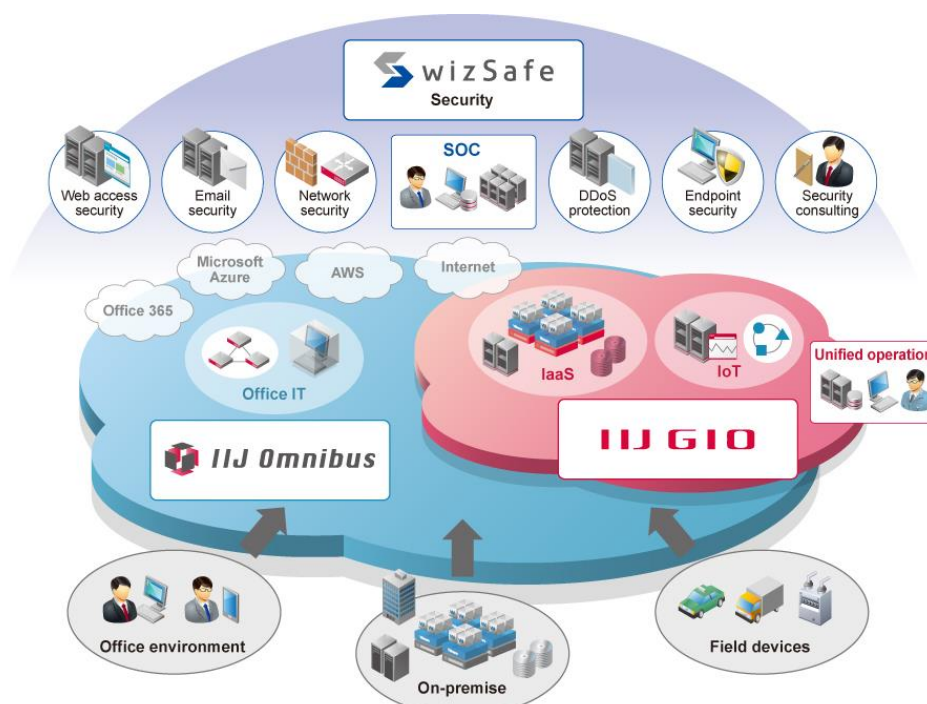 wizSafe
Security
Web access
security
Email
security
Network
security
SOC
DDoS
protection
Endpoint
security
Security
consulting
Microsoft
Azure
AWS
Internet
Office 365
Office IT
IaaS
IoT
Unified operation
IIJ Omnibus
IIJ GIO
Office environment
On-premise
Field devices